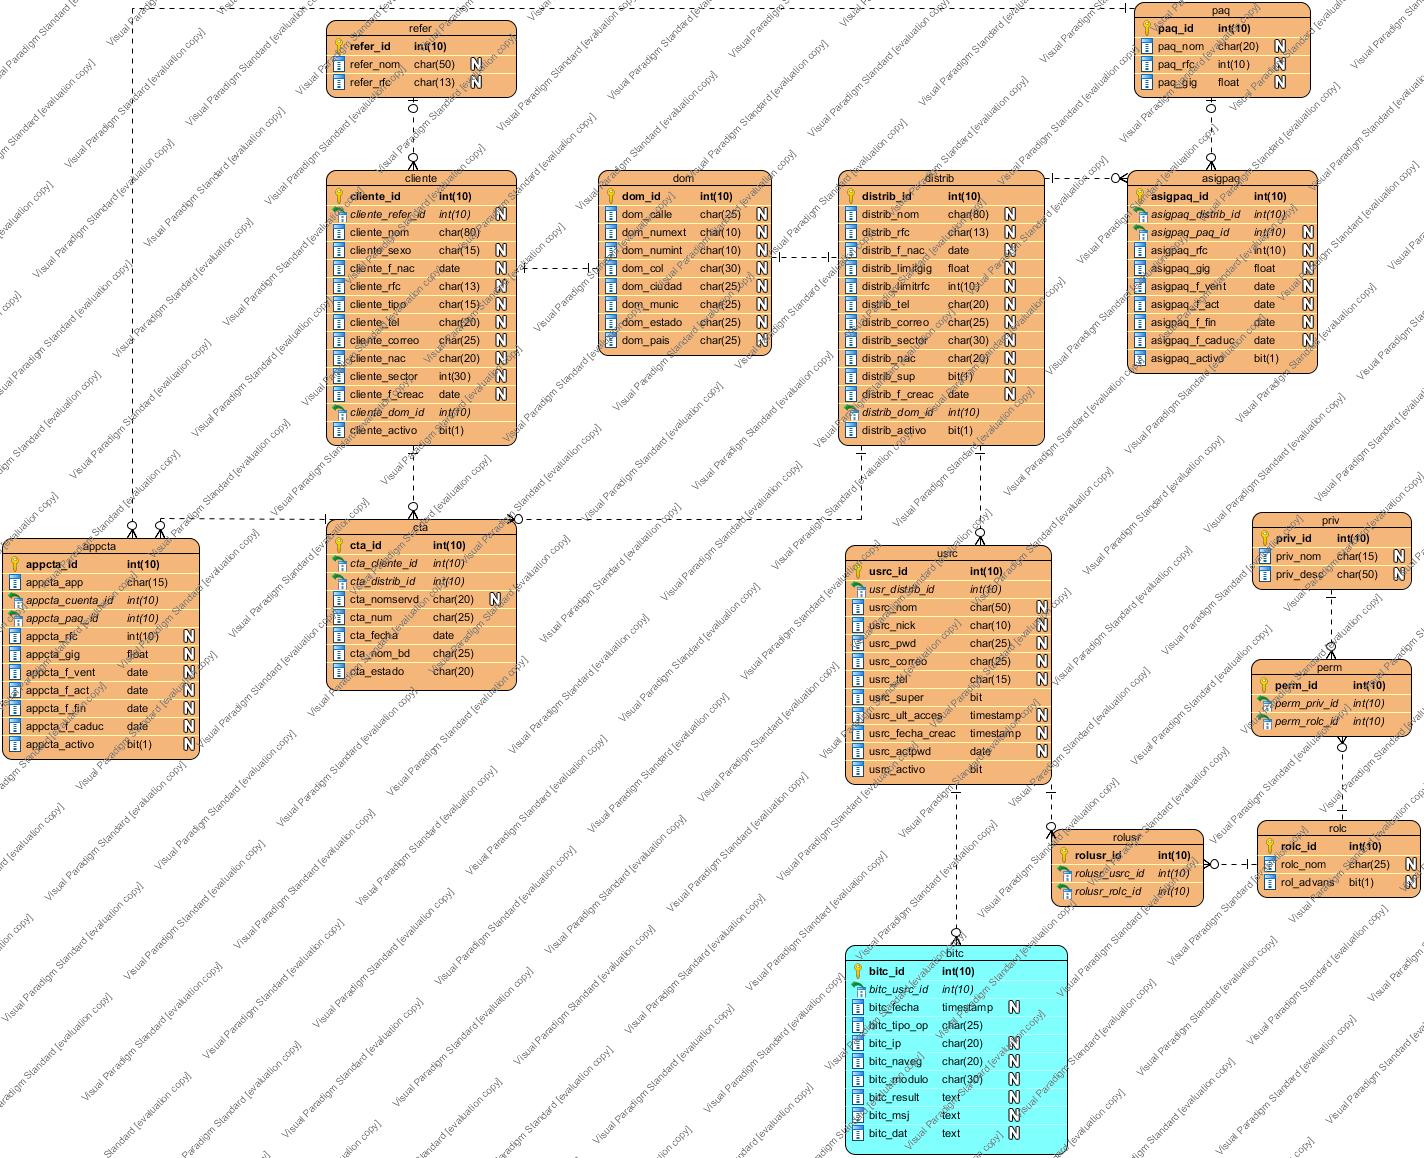 refer
refer_id int(10)
refer_nom char(50) N
refer_rfc char(13) N
paq
paq_id int(10)
paq_nom char(20) N
paq_rfc int(10) N
paq_gig float N
cliente
cliente_id int(10)
cliente_refer_id int(10) N
cliente_nom char(80)
cliente_sexo char(15) N
cliente_f_nac date N
cliente_rfc char(13) N
cliente_tipo char(15) N
cliente_tel char(20) N
cliente_correo char(25) N
cliente_nac char(20) N
cliente_sector int(30) N
cliente_f_creac date N
cliente_dom_id int(10)
cliente_activo bit(1)
dom
dom_id int(10)
dom_calle char(25) N
dom_numext char(10) N
dom_numint char(10) N
dom_col char(30) N
dom_ciudad char(25) N
dom_munic char(25) N
dom_estado char(25) N
dom_pais char(25) N
distrib
distrib_id int(10)
distrib_nom char(80) N
distrib_rfc char(13) N
distrib_f_nac date N
distrib_limitgig float N
distrib_limitrfc int(10) N
distrib_tel char(20) N
distrib_correo char(25) N
distrib_sector char(30) N
distrib_nac char(20) N
distrib_sup bit(1) N
distrib_f_creac date N
distrib_dom_id int(10)
distrib_activo bit(1)
asigpaq
asigpaq_id int(10)
asigpaq_distrib_id int(10)
asigpaq_paq_id int(10) N
asigpaq_rfc int(10) N
asigpaq_gig float N
asigpaq_f_vent date N
asigpaq_f_act date N
asigpaq_f_fin date N
asigpaq_f_caduc date N
asigpaq_activo bit(1)
appcta
appcta_id int(10)
appcta_app char(15)
appcta_cuenta_id int(10)
appcta_paq_id int(10)
appcta_rfc int(10) N
appcta_gig float N
appcta_f_vent date N
appcta_f_act date N
appcta_f_fin date N
appcta_f_caduc date N
appcta_activo bit(1) N
cta
cta_id int(10)
cta_cliente_id int(10)
cta_distrib_id int(10)
cta_nomservd char(20) N
cta_num char(25)
cta_fecha date
cta_nom_bd char(25)
cta_estado char(20)
usrc
usrc_id int(10)
usr_distrib_id int(10)
usrc_nom char(50) N
usrc_nick char(10) N
usrc_pwd char(25) N
usrc_correo char(25) N
usrc_tel char(15) N
usrc_super bit
usrc_ult_acces timestamp N
usrc_fecha_creac timestamp N
usrc_actpwd date N
usrc_activo bit
priv
priv_id int(10)
priv_nom char(15) N
priv_desc char(50) N
perm
perm_id int(10)
perm_priv_id int(10)
perm_rolc_id int(10)
rolusr
rolusr_id int(10)
rolusr_usrc_id int(10)
rolusr_rolc_id int(10)
rolc
rolc_id int(10)
rolc_nom char(25) N
rol_advans bit(1) N
bitc
bitc_id int(10)
bitc_usrc_id int(10)
bitc_fecha timestamp N
bitc_tipo_op char(25)
bitc_ip char(20) N
bitc_naveg char(20) N
bitc_modulo char(30) N
bitc_result text N
bitc_msj text N
bitc_dat text N
Visual Paradigm Standard [evaluation copy]